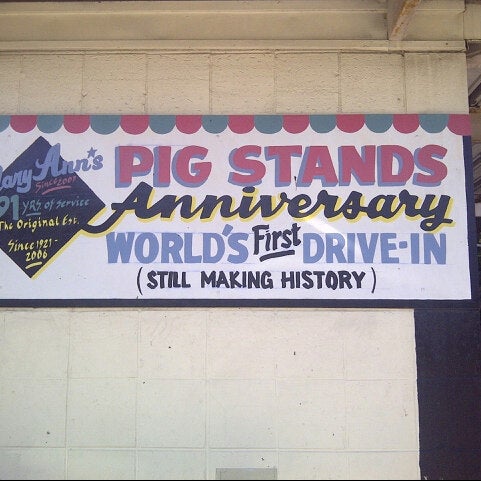 Mary Ann's
Since 2007
91 YRS of Service
The Original Est.
Since 1921-
2006
PIG STANDS
Anniversary
WORLD'S First DRIVE-IN
(STILL MAKING HISTORY)